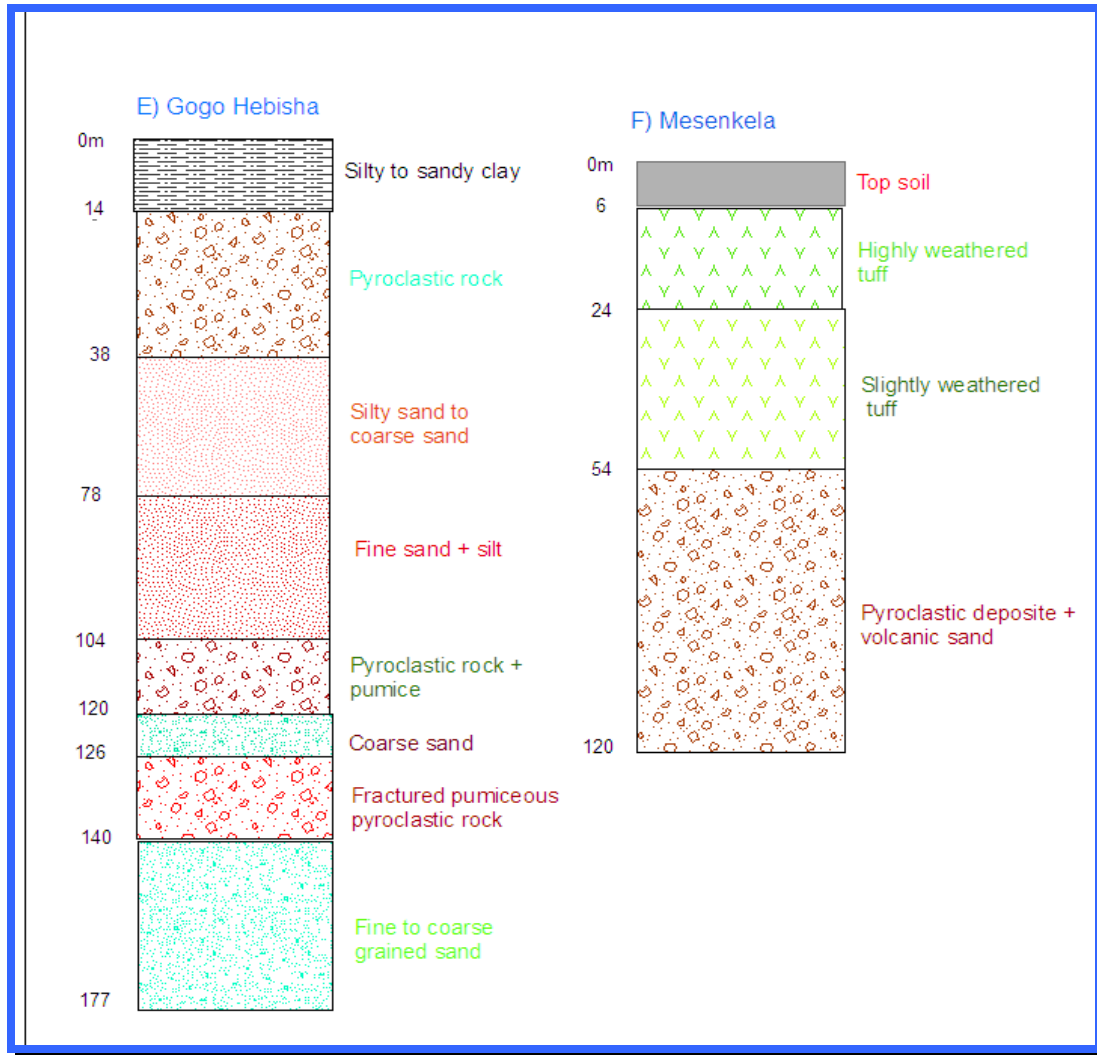 E) Gogo Hebisha
0m
Silty to sandy clay
14
Pyroclastic rock
38
Silty sand to
coarse sand
78
Fine sand + silt
104
Pyroclastic rock +
pumice
120
Coarse sand
126
Fractured pumiceous
pyroclastic rock
140
Fine to coarse
grained sand
177
F) Mesenkela
0m
Top soil
6
Highly weathered
tuff
24
Slightly weathered
tuff
54
Pyroclastic deposite +
volcanic sand
120